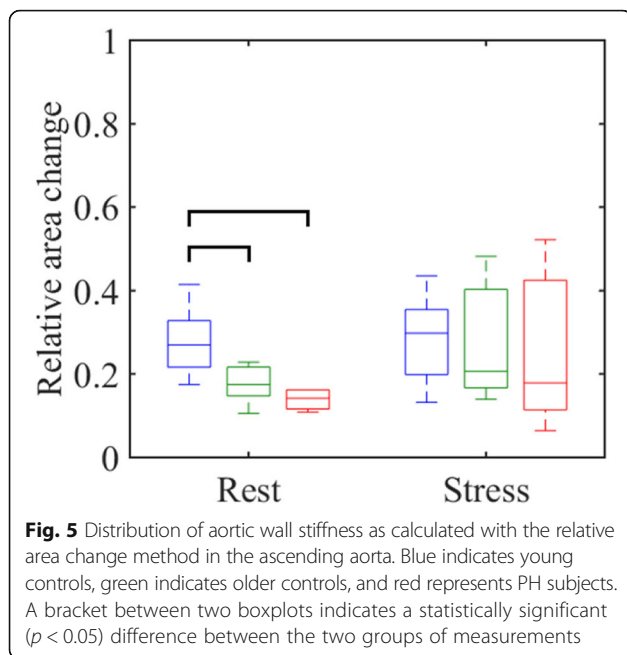 1
0.8
0.6
0.4
0.2
0
Relative area change
Rest Stress
Fig. 5 Distribution of aortic wall stiffness as calculated with the relative
area change method in the ascending aorta. Blue indicates young
controls, green indicates older controls, and red represents PH subjects.
A bracket between two boxplots indicates a statistically significant
(p < 0.05) difference between the two groups of measurements